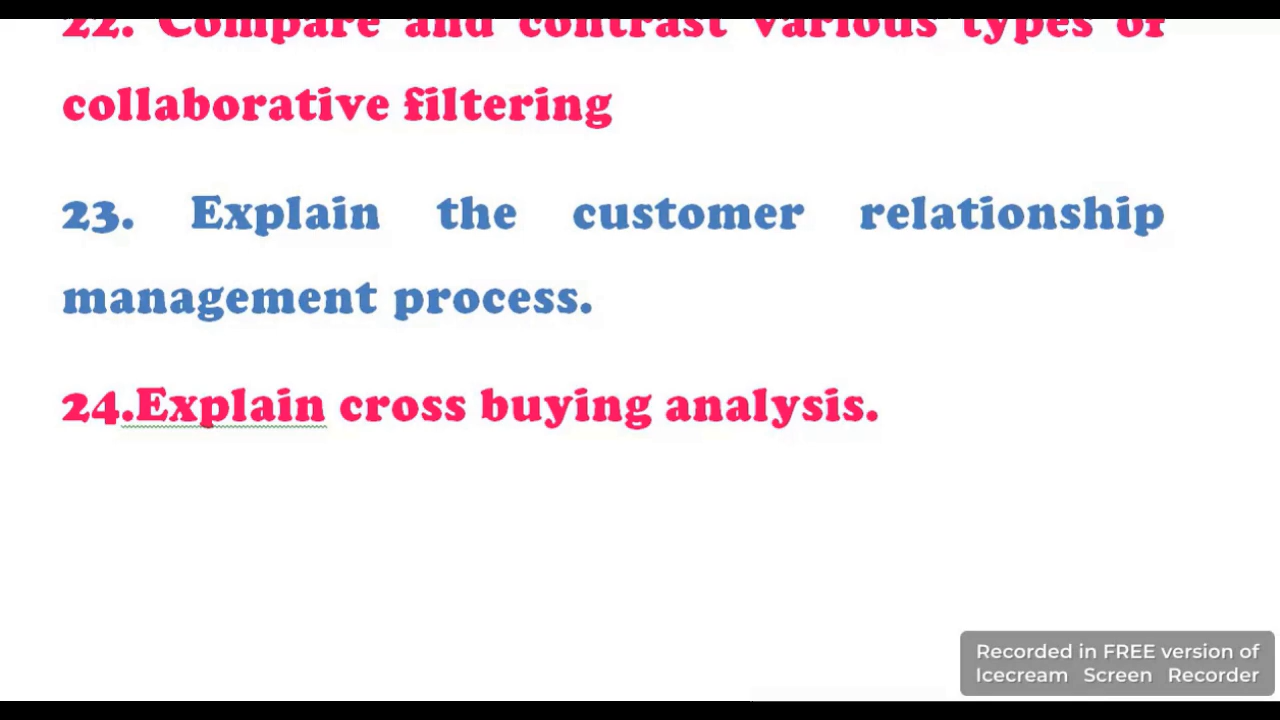 22. Compare and contrast various types of
collaborative filtering
23. Explain the customer relationship
management process.
24.Explain cross buying analysis.
Recorded in FREE version of
Icecream Screen Recorder